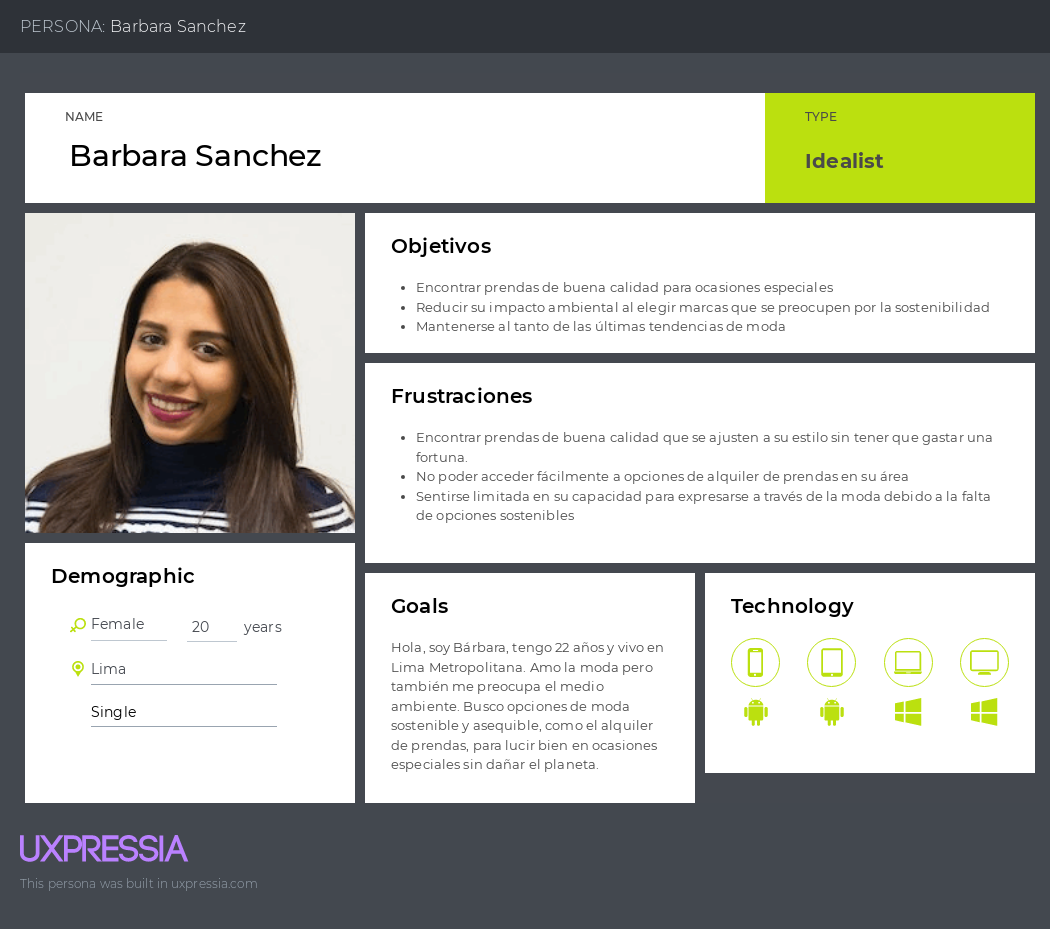 PERSONA: Barbara Sanchez
NAME
Barbara Sanchez
TYPE
Idealist
Objetivos
• Encontrar prendas de buena calidad para ocasiones especiales
• Reducir su impacto ambiental al elegir marcas que se preocupen por la sostenibilidad
• Mantenerse al tanto de las últimas tendencias de moda
Frustraciones
• Encontrar prendas de buena calidad que se ajusten a su estilo sin tener que gastar una
fortuna.
• No poder acceder fácilmente a opciones de alquiler de prendas en su área
• Sentirse limitada en su capacidad para expresarse a través de la moda debido a la falta
de opciones sostenibles
Demographic
Female 20 years
Lima
Single
Goals
Hola, soy Bárbara, tengo 22 años y vivo en
Lima Metropolitana. Amo la moda pero
también me preocupa el medio
ambiente. Busco opciones de moda
sostenible y asequible, como el alquiler
de prendas, para lucir bien en ocasiones
especiales sin dañar el planeta.
Technology
UXPRESSIA
This persona was built in uxpressia.com